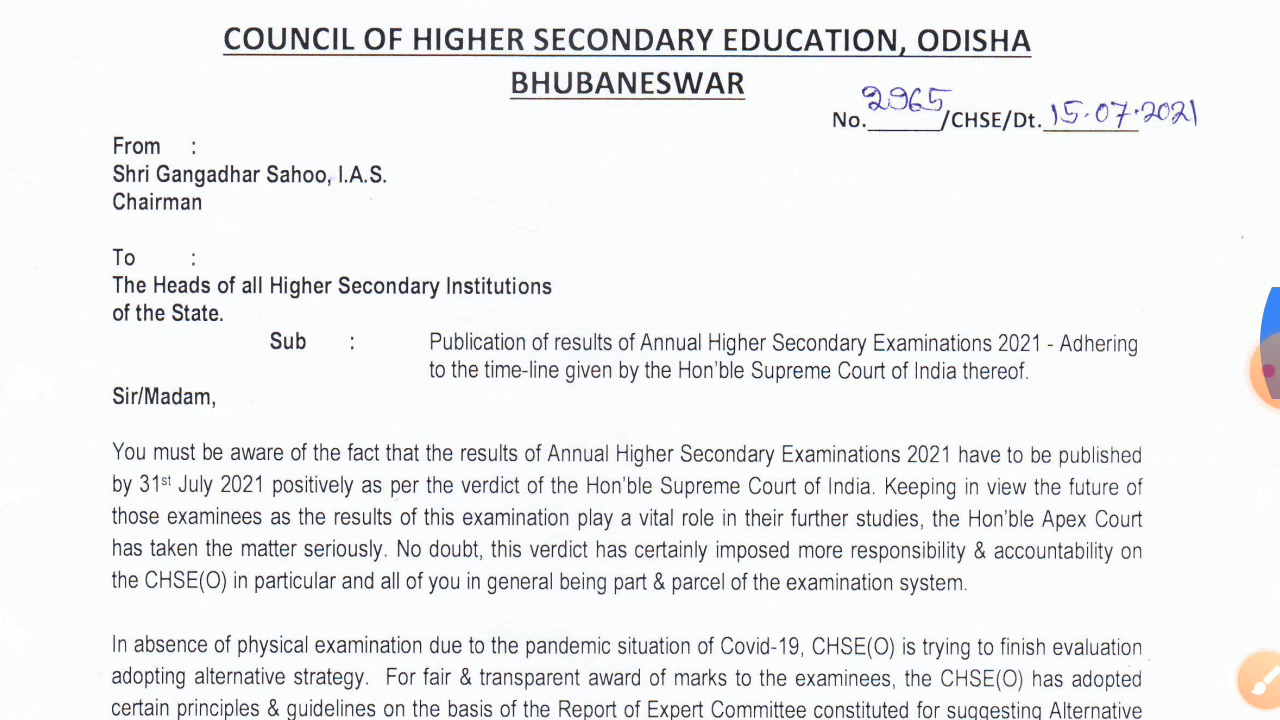 COUNCIL OF HIGHER SECONDARY EDUCATION, ODISHA
BHUBANESWAR
No. 2965/CHSE/Dt. 15.07.2021
From :
Shri Gangadhar Sahoo, I.A.S.
Chairman
To :
The Heads of all Higher Secondary Institutions
of the State.
Sub : Publication of results of Annual Higher Secondary Examinations 2021 - Adhering
to the time-line given by the Hon'ble Supreme Court of India thereof.
Sir/Madam,
You must be aware of the fact that the results of Annual Higher Secondary Examinations 2021 have to be published
by 31st July 2021 positively as per the verdict of the Hon'ble Supreme Court of India. Keeping in view the future of
those examinees as the results of this examination play a vital role in their further studies, the Hon'ble Apex Court
has taken the matter seriously. No doubt, this verdict has certainly imposed more responsibility & accountability on
the CHSE(O) in particular and all of you in general being part & parcel of the examination system.
In absence of physical examination due to the pandemic situation of Covid-19, CHSE(O) is trying to finish evaluation
adopting alternative strategy. For fair & transparent award of marks to the examinees, the CHSE(O) has adopted
certain principles & guidelines on the basis of the Report of Expert Committee constituted for suggesting Alternative